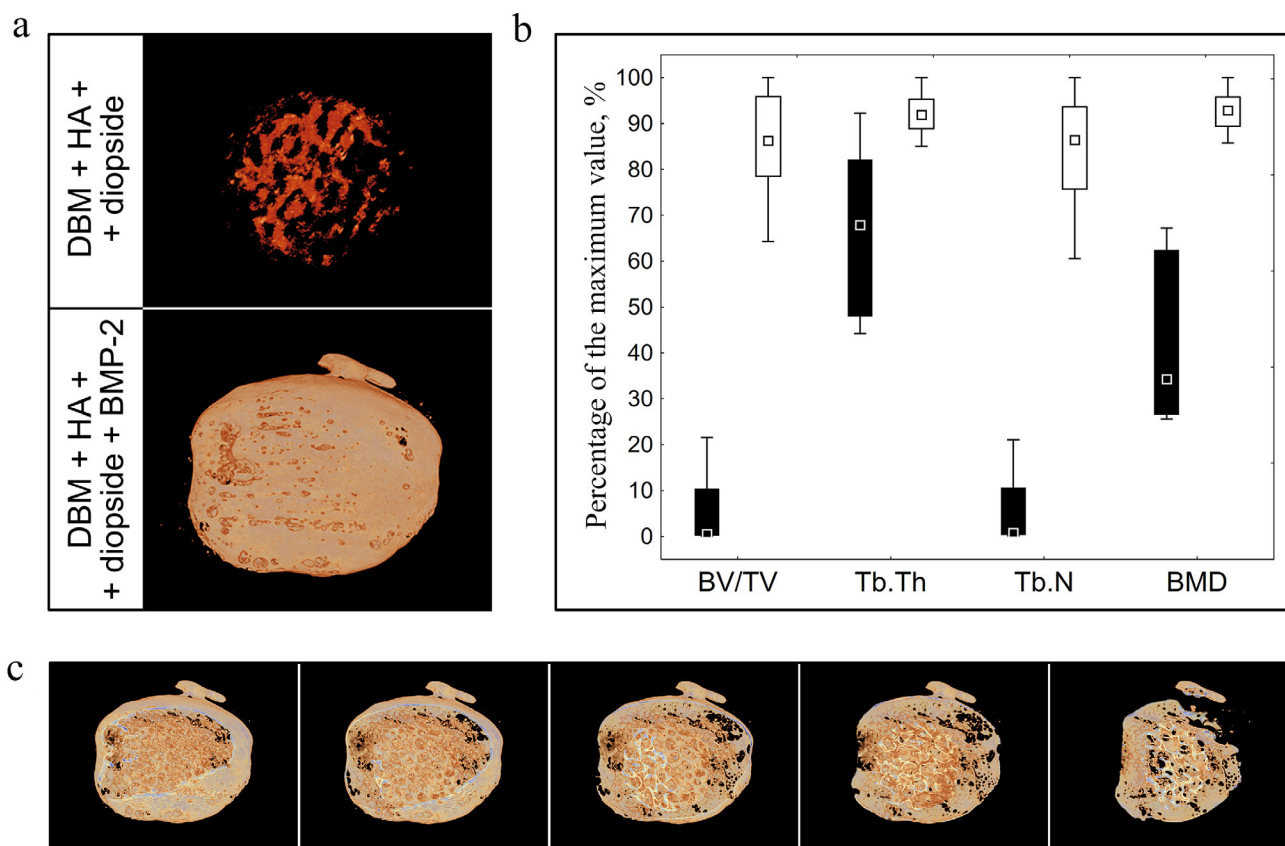 a
DBM + HA +
+ diopside
DBM + HA +
+ diopside + BMP-2
b
Percentage of the maximum value, %
100
90
80
70
60
50
40
30
20
10
0
BV/TV Tb.Th Tb.N BMD
c